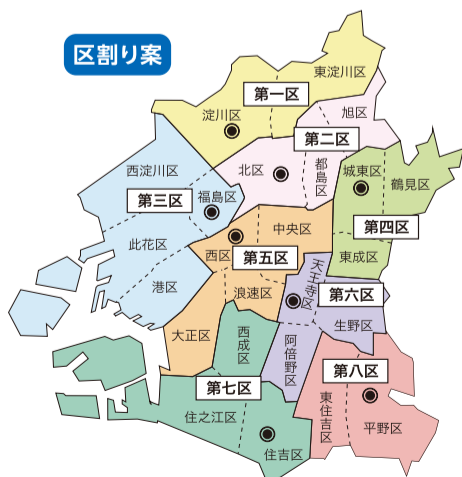 区割り案
東淀川区
第一区
淀川区
旭区
第二区
北区
都島区
城東区
鶴見区
西淀川区
福島区
第三区
第四区
此花区
中央区
西区
第五区
東成区
港区
浪速区
天王寺区
第六区
大正区
生野区
西成区
阿倍野区
第七区
第八区
住之江区
東住吉区
平野区
住吉区